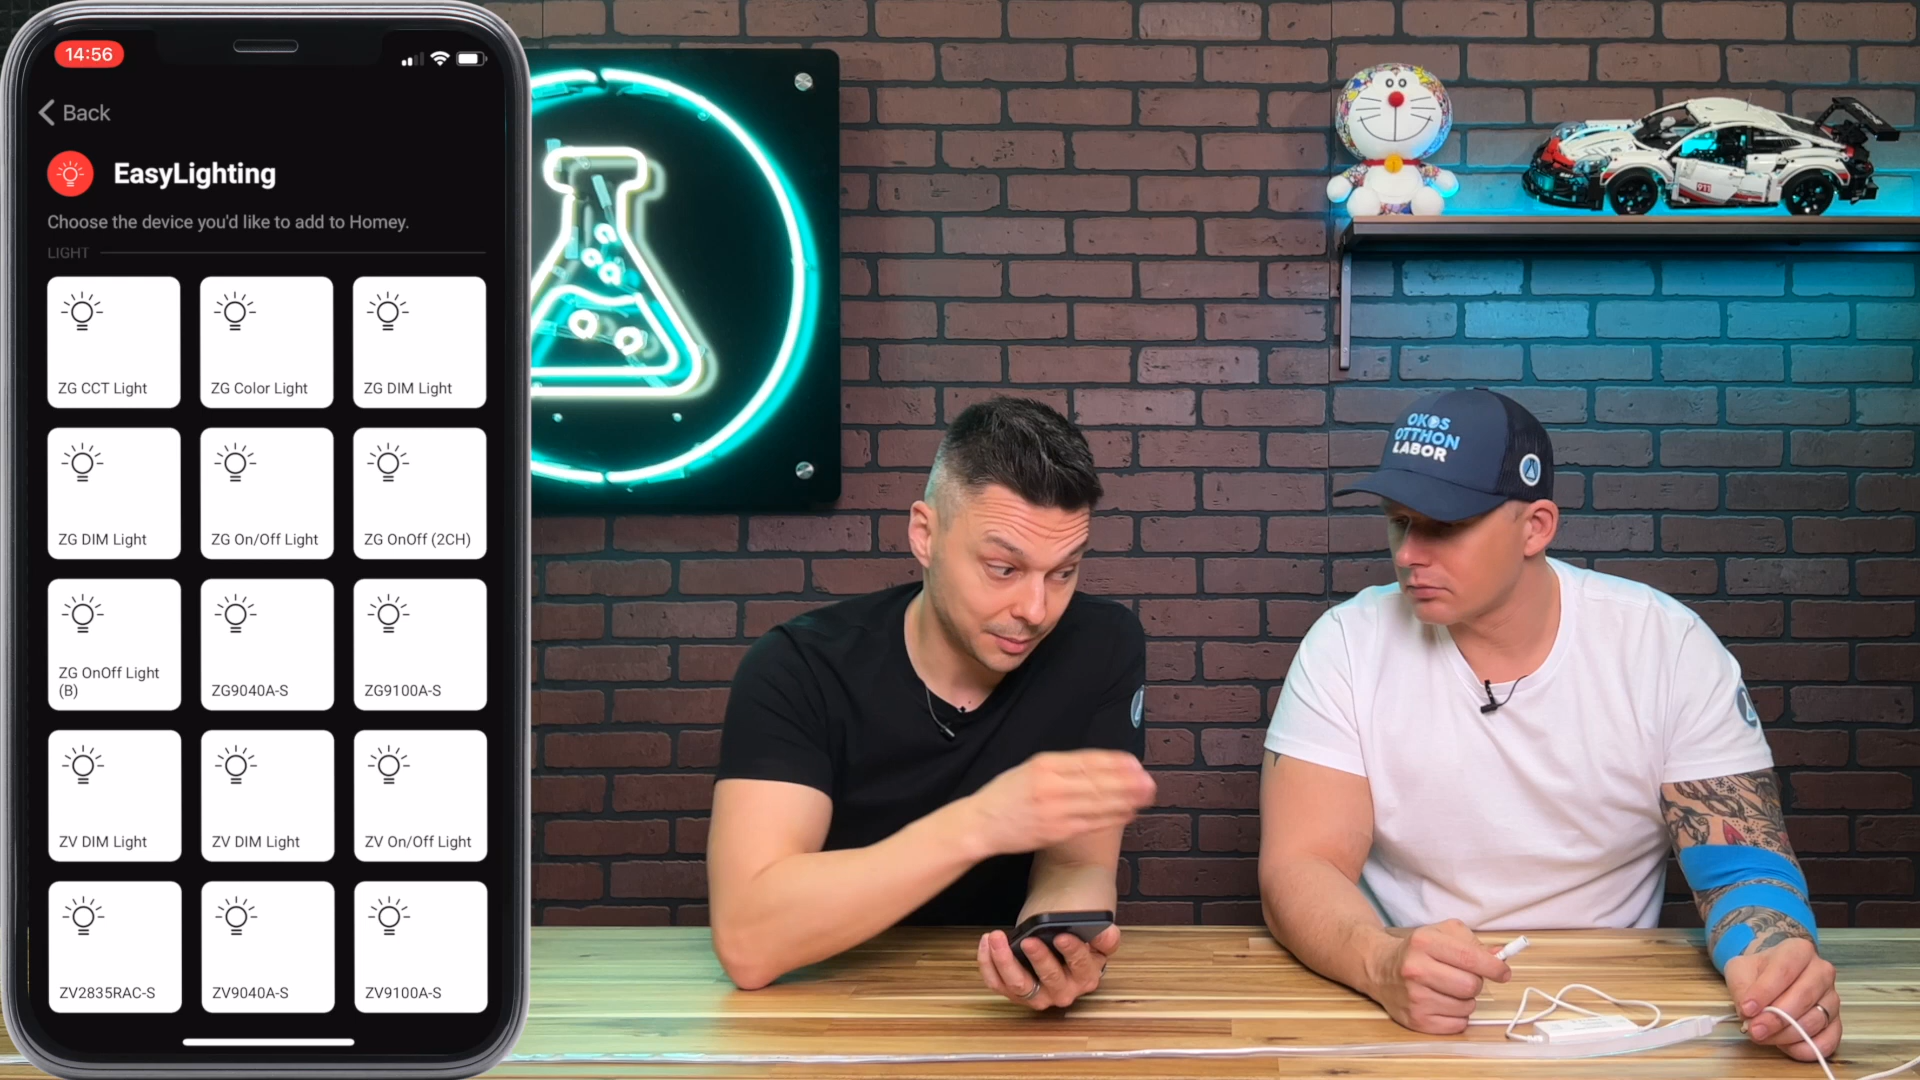 14:56
Back
EasyLighting
Choose the device you'd like to add to Homey.
LIGHT
ZG CCT Light
ZG Color Light
ZG DIM Light
ZG DIM Light
ZG On/Off Light
ZG OnOff (2CH)
ZG OnOff Light
(B)
ZG9040A-S
ZG9100A-S
ZV DIM Light
ZV DIM Light
ZV On/Off Light
ZV2835RAC-S
ZV9040A-S
ZV9100A-S
OKOS
OTTHON
LABOR
911